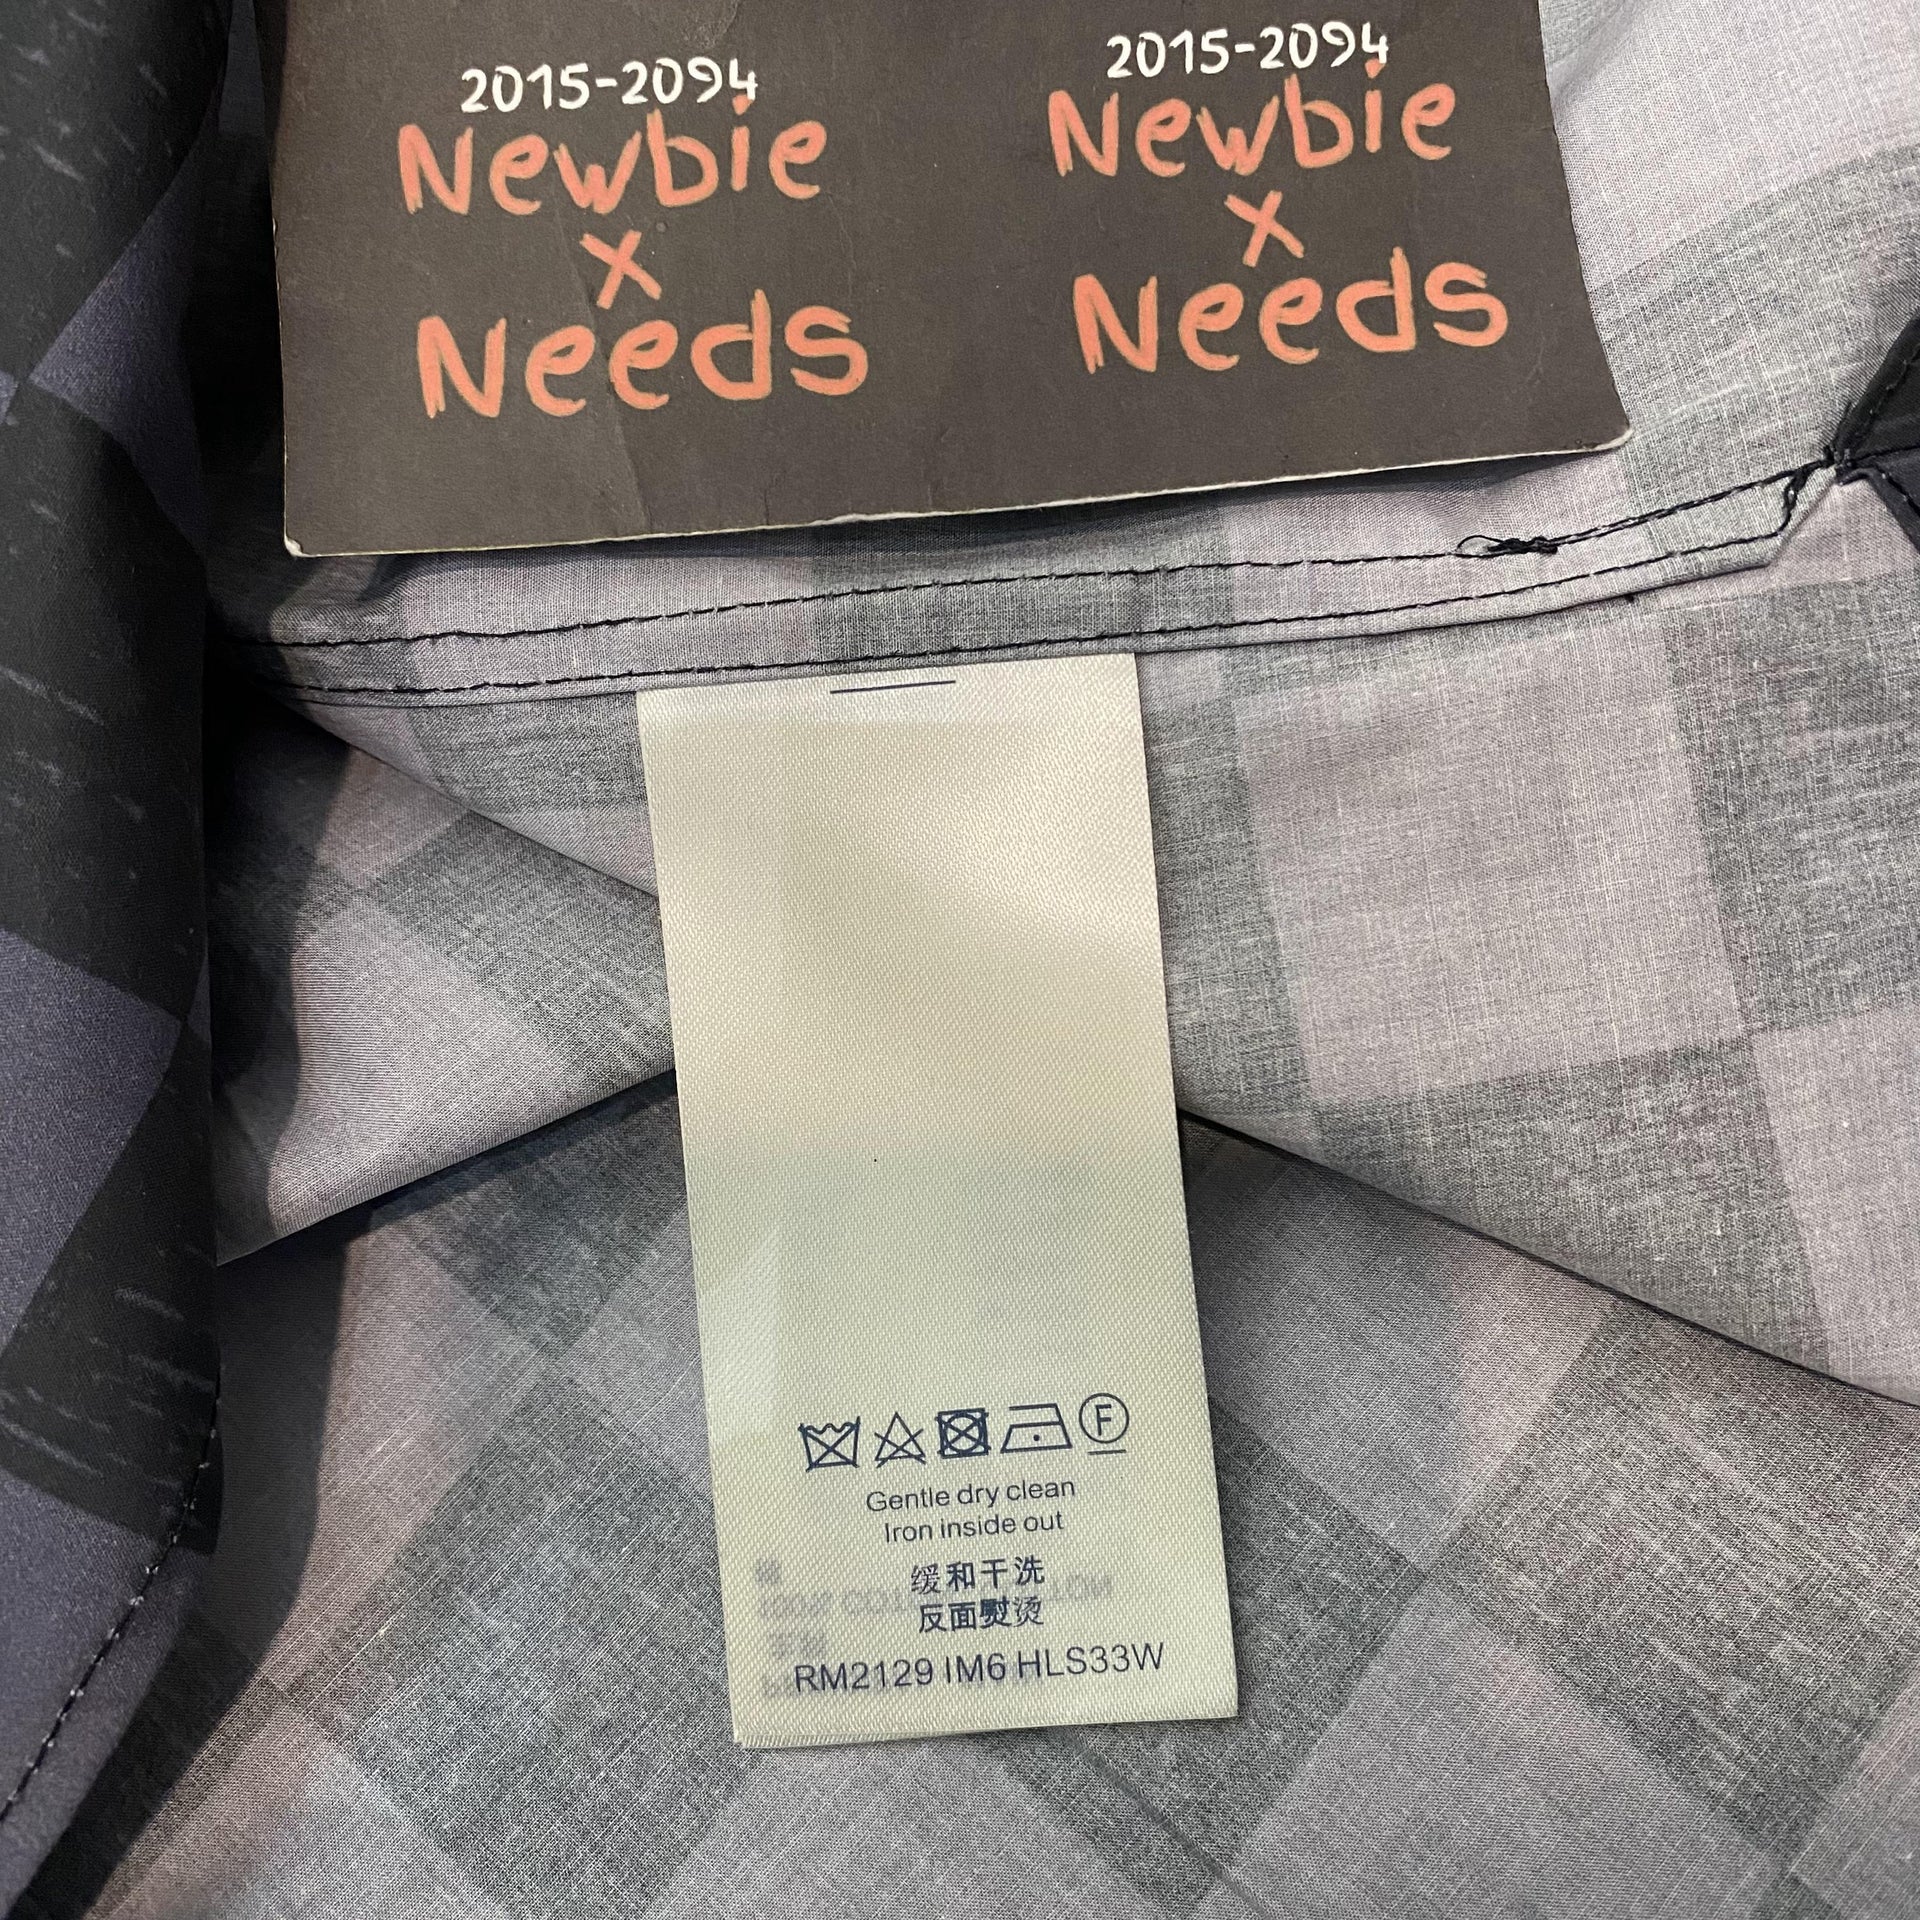 2015-2094
Newbie
x
Needs
2015-2094
Newbie
x
Needs
F
Gentle dry clean
Iron inside out
缓和干洗
反面熨烫
RM2129 IM6 HLS33W